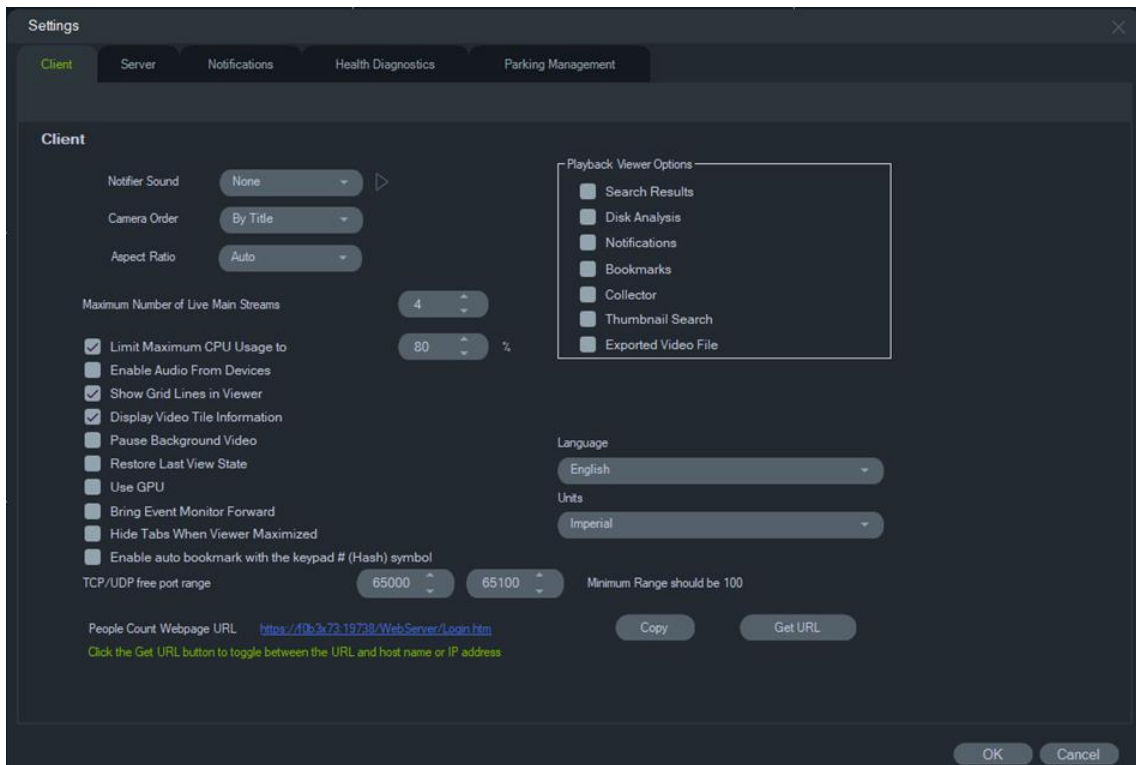 Settings
Client Server Notifications Health Diagnostics Parking Management
Client
Notifier Sound None
Camera Order By Title
Aspect Ratio Auto
Maximum Number of Live Main Streams 4
Limit Maximum CPU Usage to 80 %
Enable Audio From Devices
Show Grid Lines in Viewer
Display Video Tile Information
Pause Background Video
Restore Last View State
Use GPU
Bring Event Monitor Forward
Hide Tabs When Viewer Maximized
Enable auto bookmark with the keypad # (Hash) symbol
Playback Viewer Options
Search Results
Disk Analysis
Notifications
Bookmarks
Collector
Thumbnail Search
Exported Video File
Language
English
Units
Imperial
TCP/UDP free port range 65000 65100 Minimum Range should be 100
People Count Webpage URL https://f0b3x73:19738/WebServer/Login.htm Copy Get URL
Click the Get URL button to toggle between the URL and host name or IP address
OK Cancel